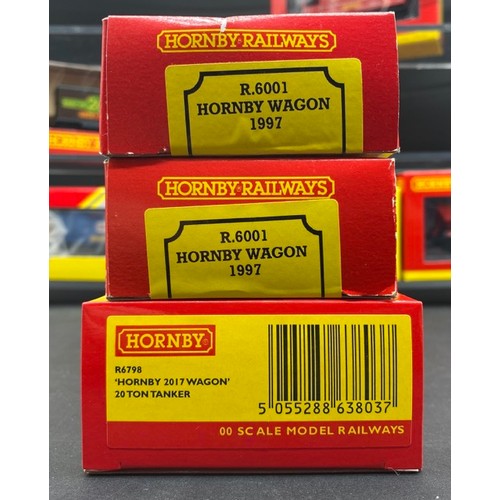 HORNBY·RAILWAYS
R.6001
HORNBY WAGON
1997
HORNBY·RAILWAYS
R.6001
HORNBY WAGON
1997
HORNBY®
R6798
'HORNBY 2017 WAGON'
20 TON TANKER
5 055288 638037
00 SCALE MODEL RAILWAYS